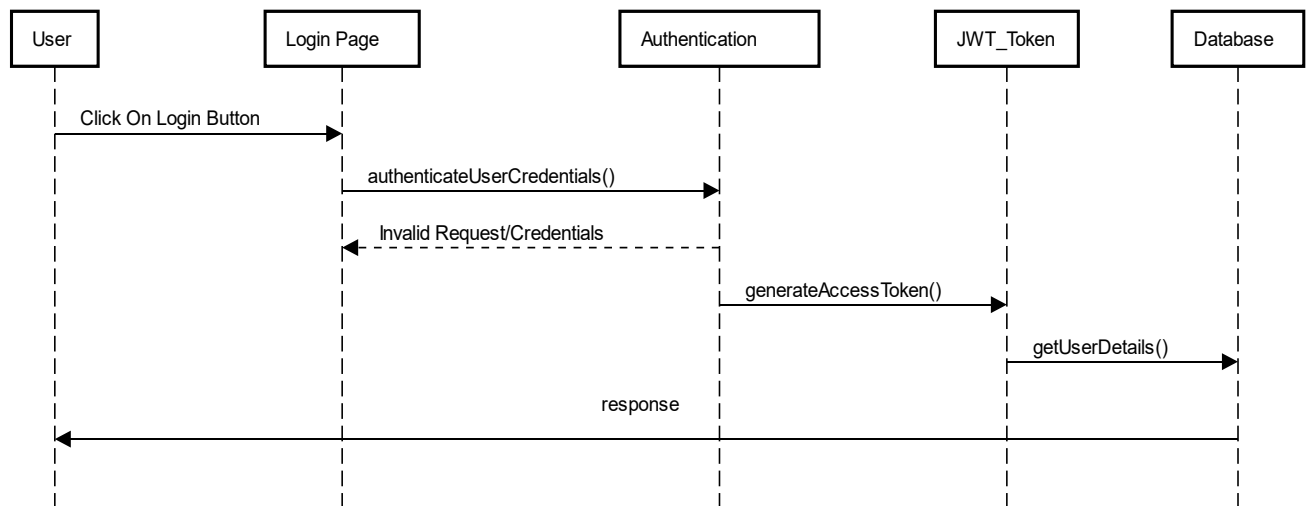 User
Login Page
Authentication
JWT_Token
Database
Click On Login Button
authenticateUserCredentials()
Invalid Request/Credentials
generateAccessToken()
getUserDetails()
response